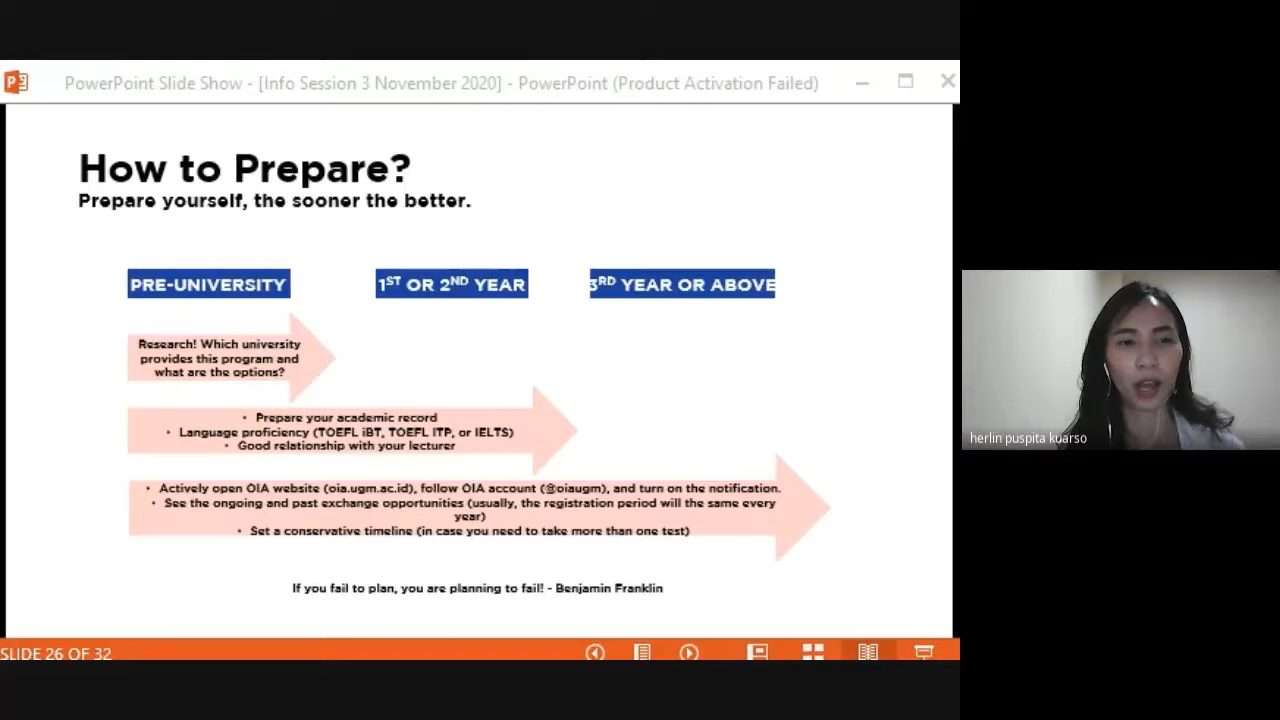 PowerPoint Slide Show - [Info Session 3 November 2020] - PowerPoint (Product Activation Failed)
How to Prepare?
Prepare yourself, the sooner the better.
PRE-UNIVERSITY
1ST OR 2ND YEAR
3RD YEAR OR ABOVE
Research! Which university
provides this program and
what are the options?
• Prepare your academic record
• Language proficiency (TOEFL iBT, TOEFL ITP, or IELTS)
• Good relationship with your lecturer
• Actively open OIA website (oia.ugm.ac.id), follow OIA account (@oiaugm), and turn on the notification.
• See the ongoing and past exchange opportunities (usually, the registration period will the same every
year)
• Set a conservative timeline (in case you need to take more than one test)
If you fail to plan, you are planning to fail! - Benjamin Franklin
SLIDE 26 OF 32
herlin puspita kuarso